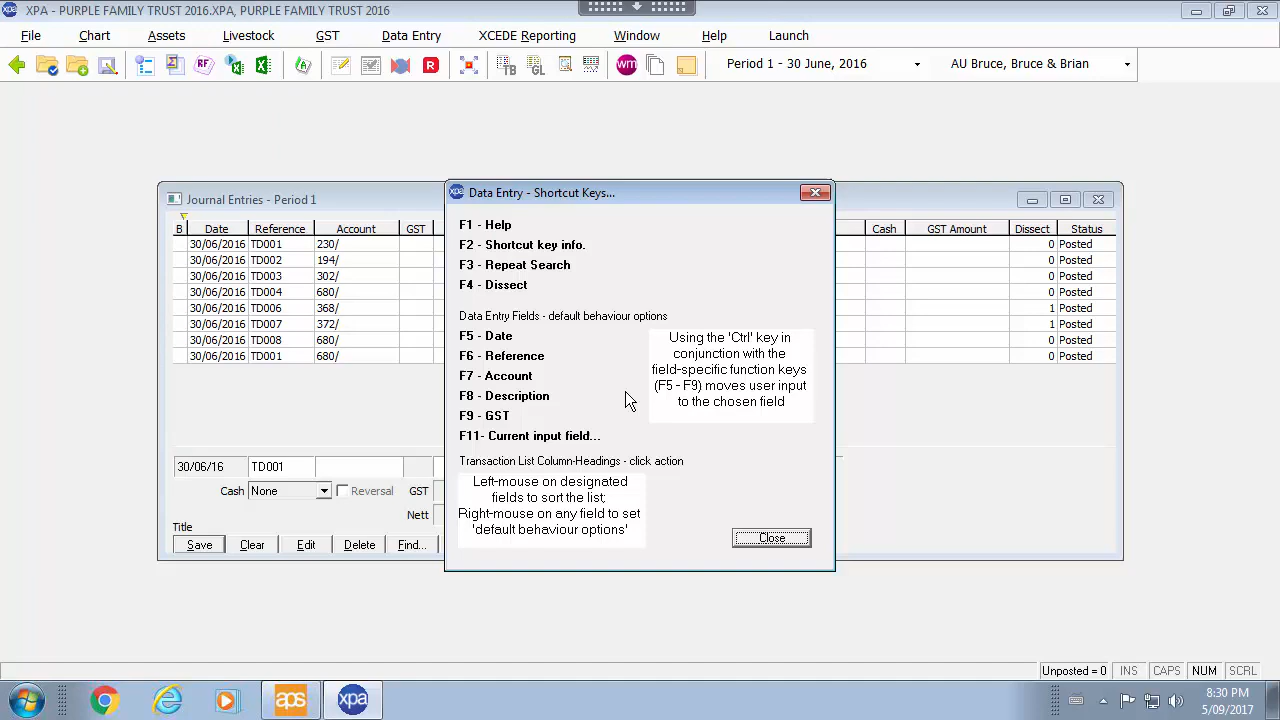 XPA - PURPLE FAMILY TRUST 2016.XPA, PURPLE FAMILY TRUST 2016
File Chart Assets Livestock GST Data Entry XCEDE Reporting Window Help Launch
RF R TB GL wm Period 1 - 30 June, 2016 AU Bruce, Bruce & Brian
Journal Entries - Period 1
B Date Reference Account GST Cash GST Amount Dissect Status
30/06/2016 TD001 230/ 0 Posted
30/06/2016 TD002 194/ 0 Posted
30/06/2016 TD003 302/ 0 Posted
30/06/2016 TD004 680/ 0 Posted
30/06/2016 TD006 368/ 1 Posted
30/06/2016 TD007 372/ 1 Posted
30/06/2016 TD008 680/ 0 Posted
30/06/2016 TD001 680/ 0 Posted
30/06/16 TD001
Cash None Reversal GST
Nett
Title
Save Clear Edit Delete Find...
xpa Data Entry - Shortcut Keys...
F1 - Help
F2 - Shortcut key info.
F3 - Repeat Search
F4 - Dissect
Data Entry Fields - default behaviour options
F5 - Date
F6 - Reference
F7 - Account
F8 - Description
F9 - GST
F11- Current input field...
Using the 'Ctrl' key in
conjunction with the
field-specific function keys
(F5 - F9) moves user input
to the chosen field
Transaction List Column-Headings - click action
Left-mouse on designated
fields to sort the list;
Right-mouse on any field to set
'default behaviour options'
Close
Unposted = 0 INS CAPS NUM SCRL
aps xpa
8:30 PM
5/09/2017